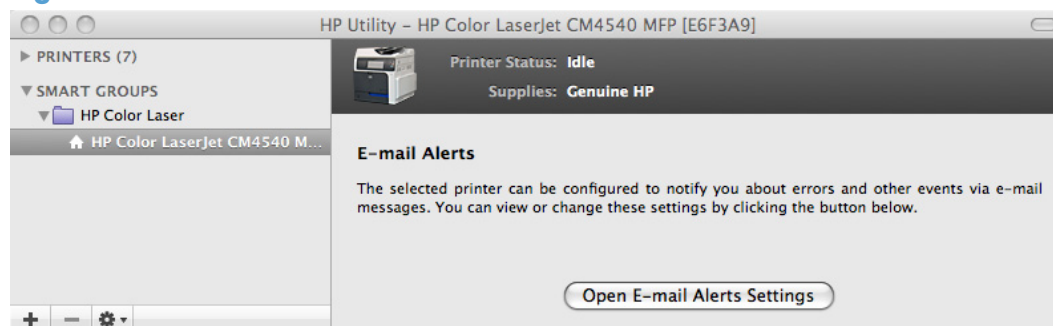 HP Utility – HP Color LaserJet CM4540 MFP [E6F3A9]
PRINTERS (7)
SMART GROUPS
HP Color Laser
HP Color LaserJet CM4540 M...
Printer Status: Idle
Supplies: Genuine HP
E-mail Alerts
The selected printer can be configured to notify you about errors and other events via e-mail
messages. You can view or change these settings by clicking the button below.
Open E-mail Alerts Settings